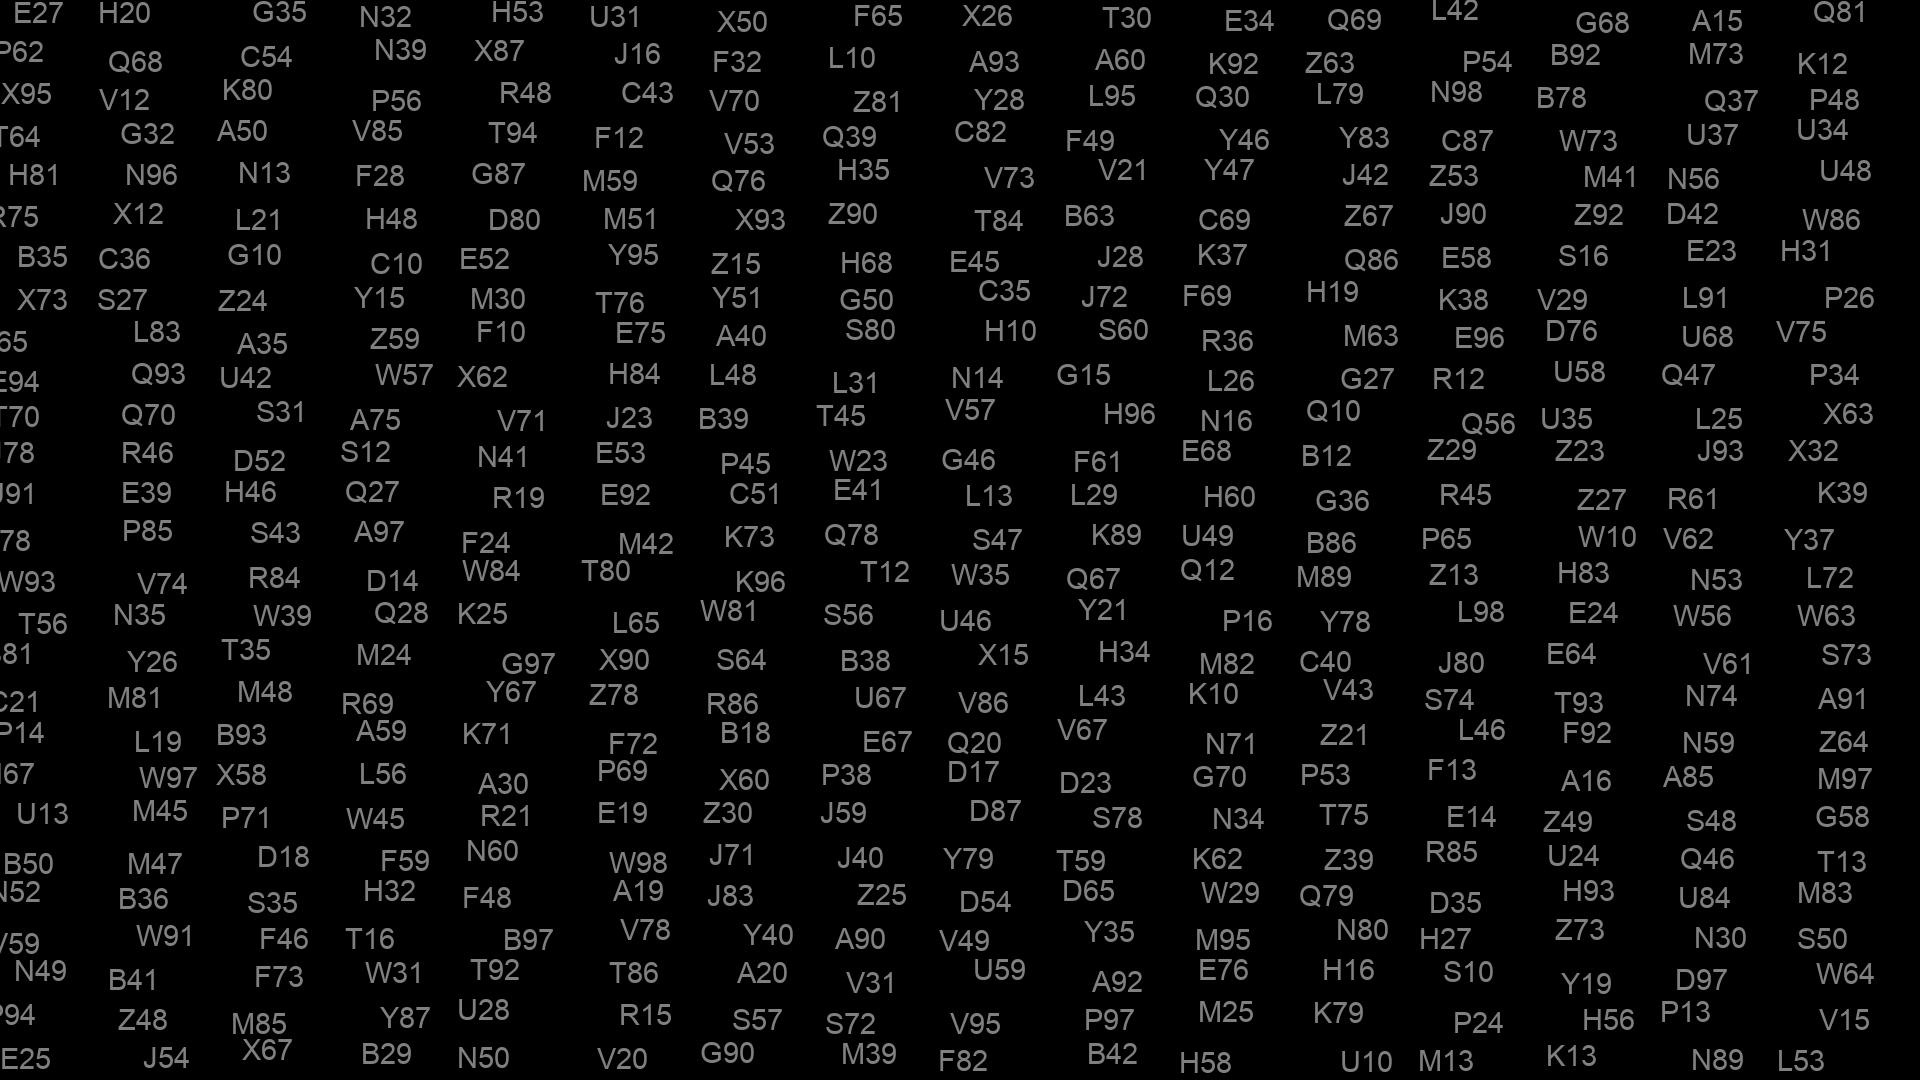 E27 H20 G35 N32 H53 U31 X50 F65 X26 T30 E34 Q69 L42 G68 A15 Q81
P62 Q68 C54 N39 X87 J16 F32 L10 A93 A60 K92 Z63 P54 B92 M73 K12
X95 V12 K80 P56 R48 C43 V70 Z81 Y28 L95 Q30 L79 N98 B78 Q37 P48
T64 G32 A50 V85 T94 F12 V53 Q39 C82 F49 Y46 Y83 C87 W73 U37 U34
H81 N96 N13 F28 G87 M59 Q76 H35 V73 V21 Y47 J42 Z53 M41 N56 U48
R75 X12 L21 H48 D80 M51 X93 Z90 T84 B63 C69 Z67 J90 Z92 D42 W86
B35 C36 G10 C10 E52 Y95 Z15 H68 E45 J28 K37 Q86 E58 S16 E23 H31
X73 S27 Z24 Y15 M30 T76 Y51 G50 C35 J72 F69 H19 K38 V29 L91 P26
65 L83 A35 Z59 F10 E75 A40 S80 H10 S60 R36 M63 E96 D76 U68 V75
E94 Q93 U42 W57 X62 H84 L48 L31 N14 G15 L26 G27 R12 U58 Q47 P34
T70 Q70 S31 A75 V71 J23 B39 T45 V57 H96 N16 Q10 Q56 U35 L25 X63
78 R46 D52 S12 N41 E53 P45 W23 G46 F61 E68 B12 Z29 Z23 J93 X32
91 E39 H46 Q27 R19 E92 C51 E41 L13 L29 H60 G36 R45 Z27 R61 K39
78 P85 S43 A97 F24 M42 K73 Q78 S47 K89 U49 B86 P65 W10 V62 Y37
W93 V74 R84 D14 W84 T80 K96 T12 W35 Q67 Q12 M89 Z13 H83 N53 L72
T56 N35 W39 Q28 K25 L65 W81 S56 U46 Y21 P16 Y78 L98 E24 W56 W63
81 Y26 T35 M24 G97 X90 S64 B38 X15 H34 M82 C40 J80 E64 V61 S73
C21 M81 M48 R69 Y67 Z78 R86 U67 V86 L43 K10 V43 S74 T93 N74 A91
P14 L19 B93 A59 K71 F72 B18 E67 Q20 V67 N71 Z21 L46 F92 N59 Z64
67 W97 X58 L56 A30 P69 X60 P38 D17 D23 G70 P53 F13 A16 A85 M97
U13 M45 P71 W45 R21 E19 Z30 J59 D87 S78 N34 T75 E14 Z49 S48 G58
B50 M47 D18 F59 N60 W98 J71 J40 Y79 T59 K62 Z39 R85 U24 Q46 T13
N52 B36 S35 H32 F48 A19 J83 Z25 D54 D65 W29 Q79 D35 H93 U84 M83
V59 W91 F46 T16 B97 V78 Y40 A90 V49 Y35 M95 N80 H27 Z73 N30 S50
N49 B41 F73 W31 T92 T86 A20 V31 U59 A92 E76 H16 S10 Y19 D97 W64
P94 Z48 M85 Y87 U28 R15 S57 S72 V95 P97 M25 K79 P24 H56 P13 V15
E25 J54 X67 B29 N50 V20 G90 M39 F82 B42 H58 U10 M13 K13 N89 L53